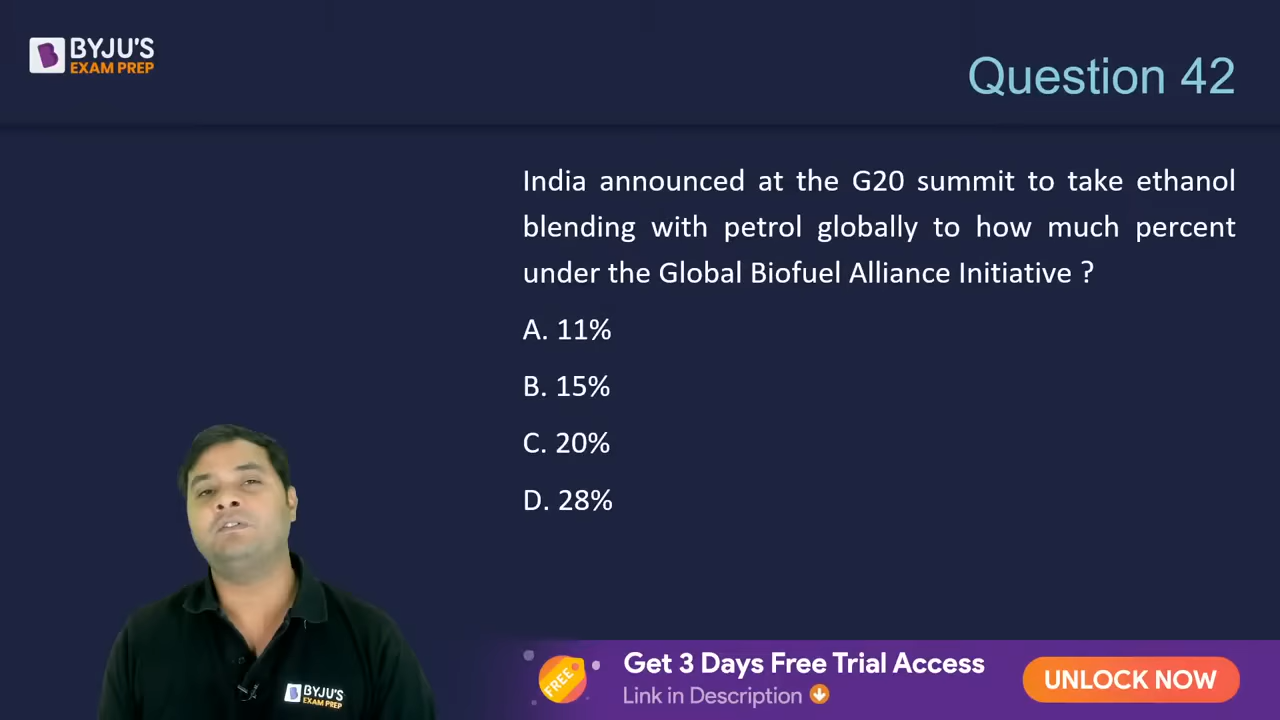 BYJU'S
EXAM PREP
Question 42
India announced at the G20 summit to take ethanol
blending with petrol globally to how much percent
under the Global Biofuel Alliance Initiative ?
A. 11%
B. 15%
C. 20%
D. 28%
BYJU'S
EXAM PREP
FREE
Get 3 Days Free Trial Access
Link in Description
UNLOCK NOW